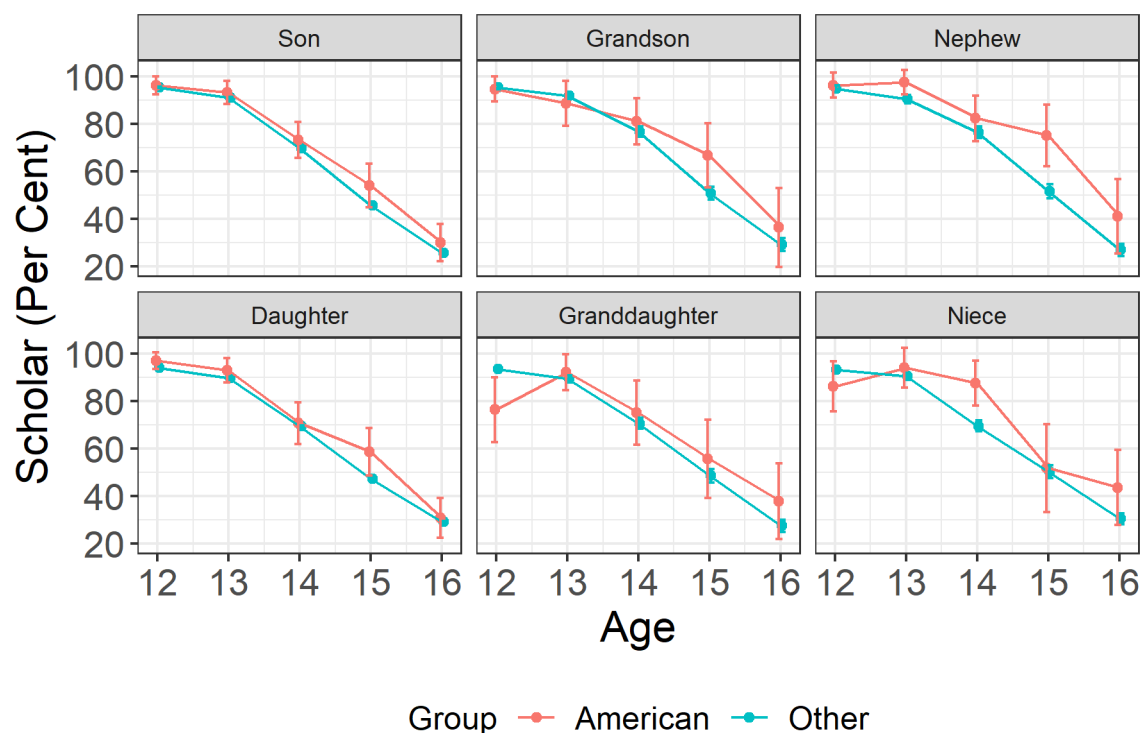 Son Grandson Nephew
100
80
60
40
20
Daughter Granddaughter Niece
100
80
60
40
20
12 13 14 15 16 12 13 14 15 16 12 13 14 15 16
Age
Scholar (Per Cent)
Group American Other